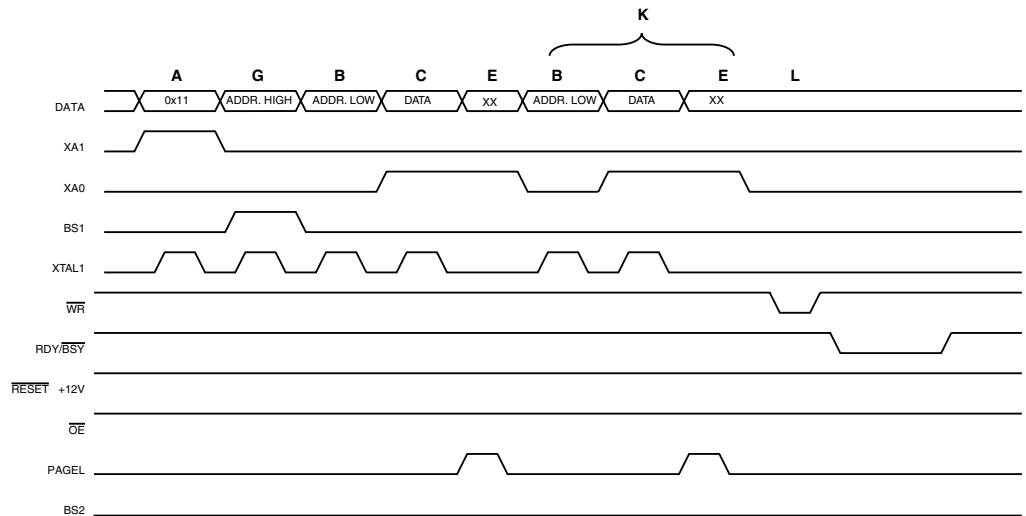 K
A G B C E B C E L
DATA 0x11 ADDR. HIGH ADDR. LOW DATA XX ADDR. LOW DATA XX
XA1
XA0
BS1
XTAL1
WR
RDY/BSY
RESET +12V
OE
PAGEL
BS2